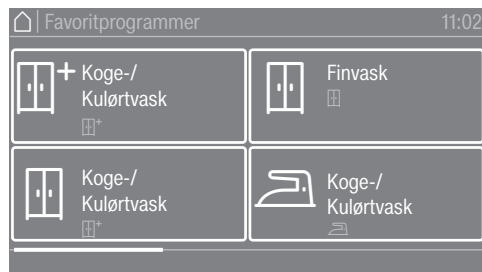 Favoritprogrammer 11:02
Koge-/
Kulørtvask
Finvask
Koge-/
Kulørtvask
Koge-/
Kulørtvask